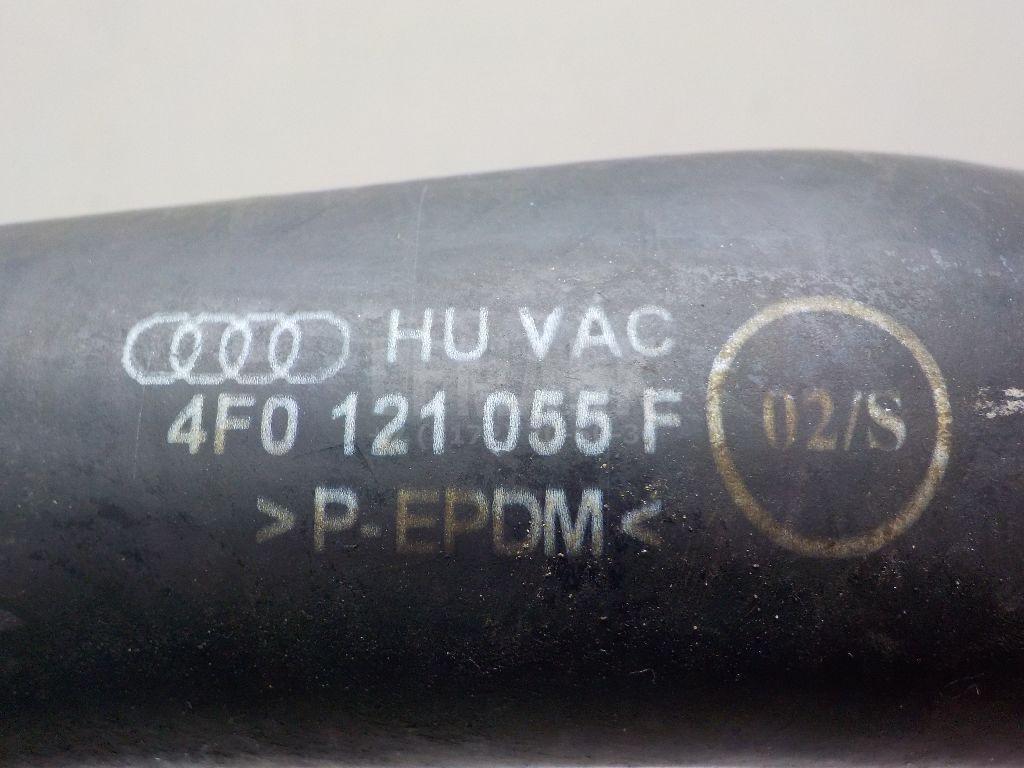 HU VAC
4F0 121 055 F
02/S
>P-EPDM<